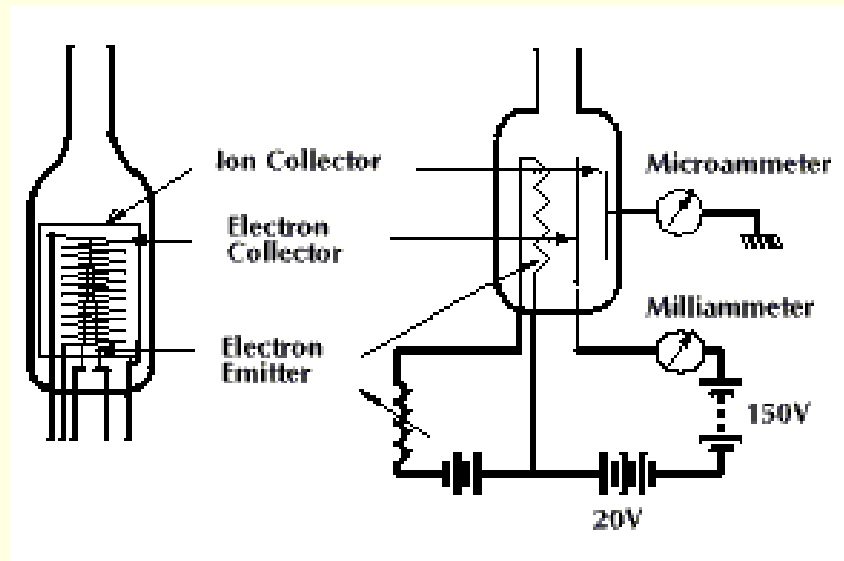 Ion Collector
Microammeter
Electron
Collector
Milliammeter
Electron
Emitter
150V
20V